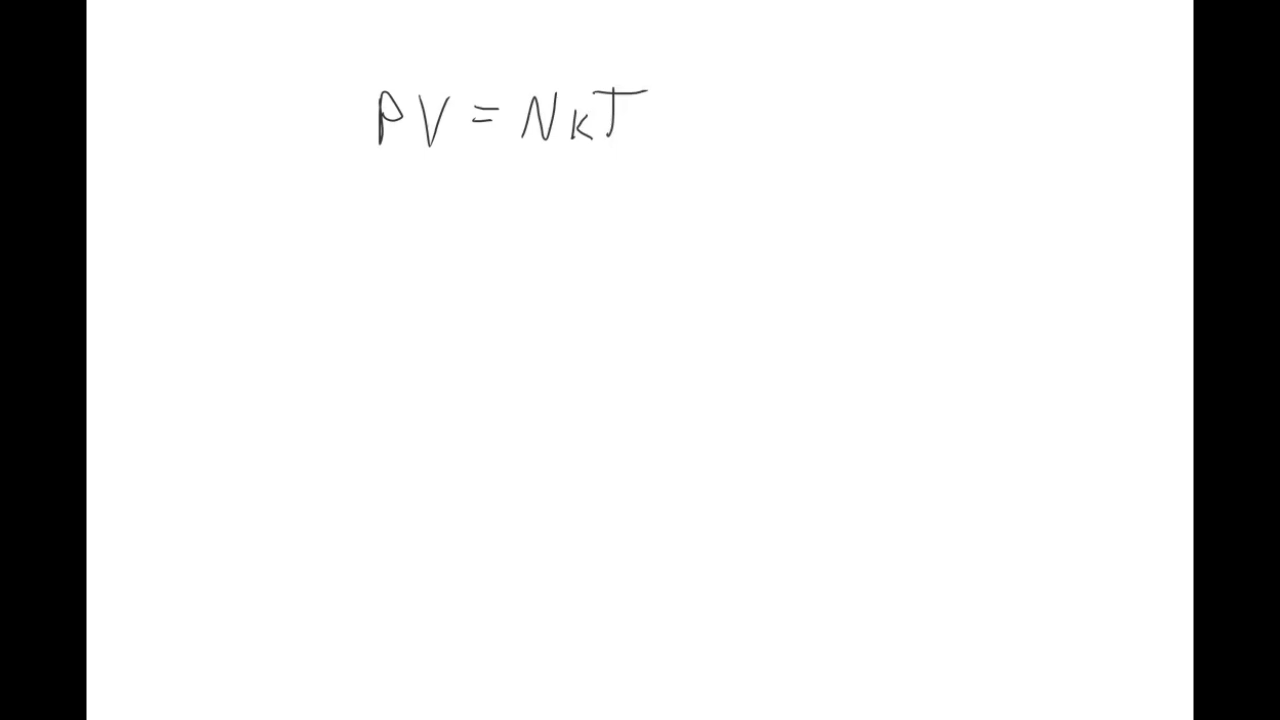 PV = NkT